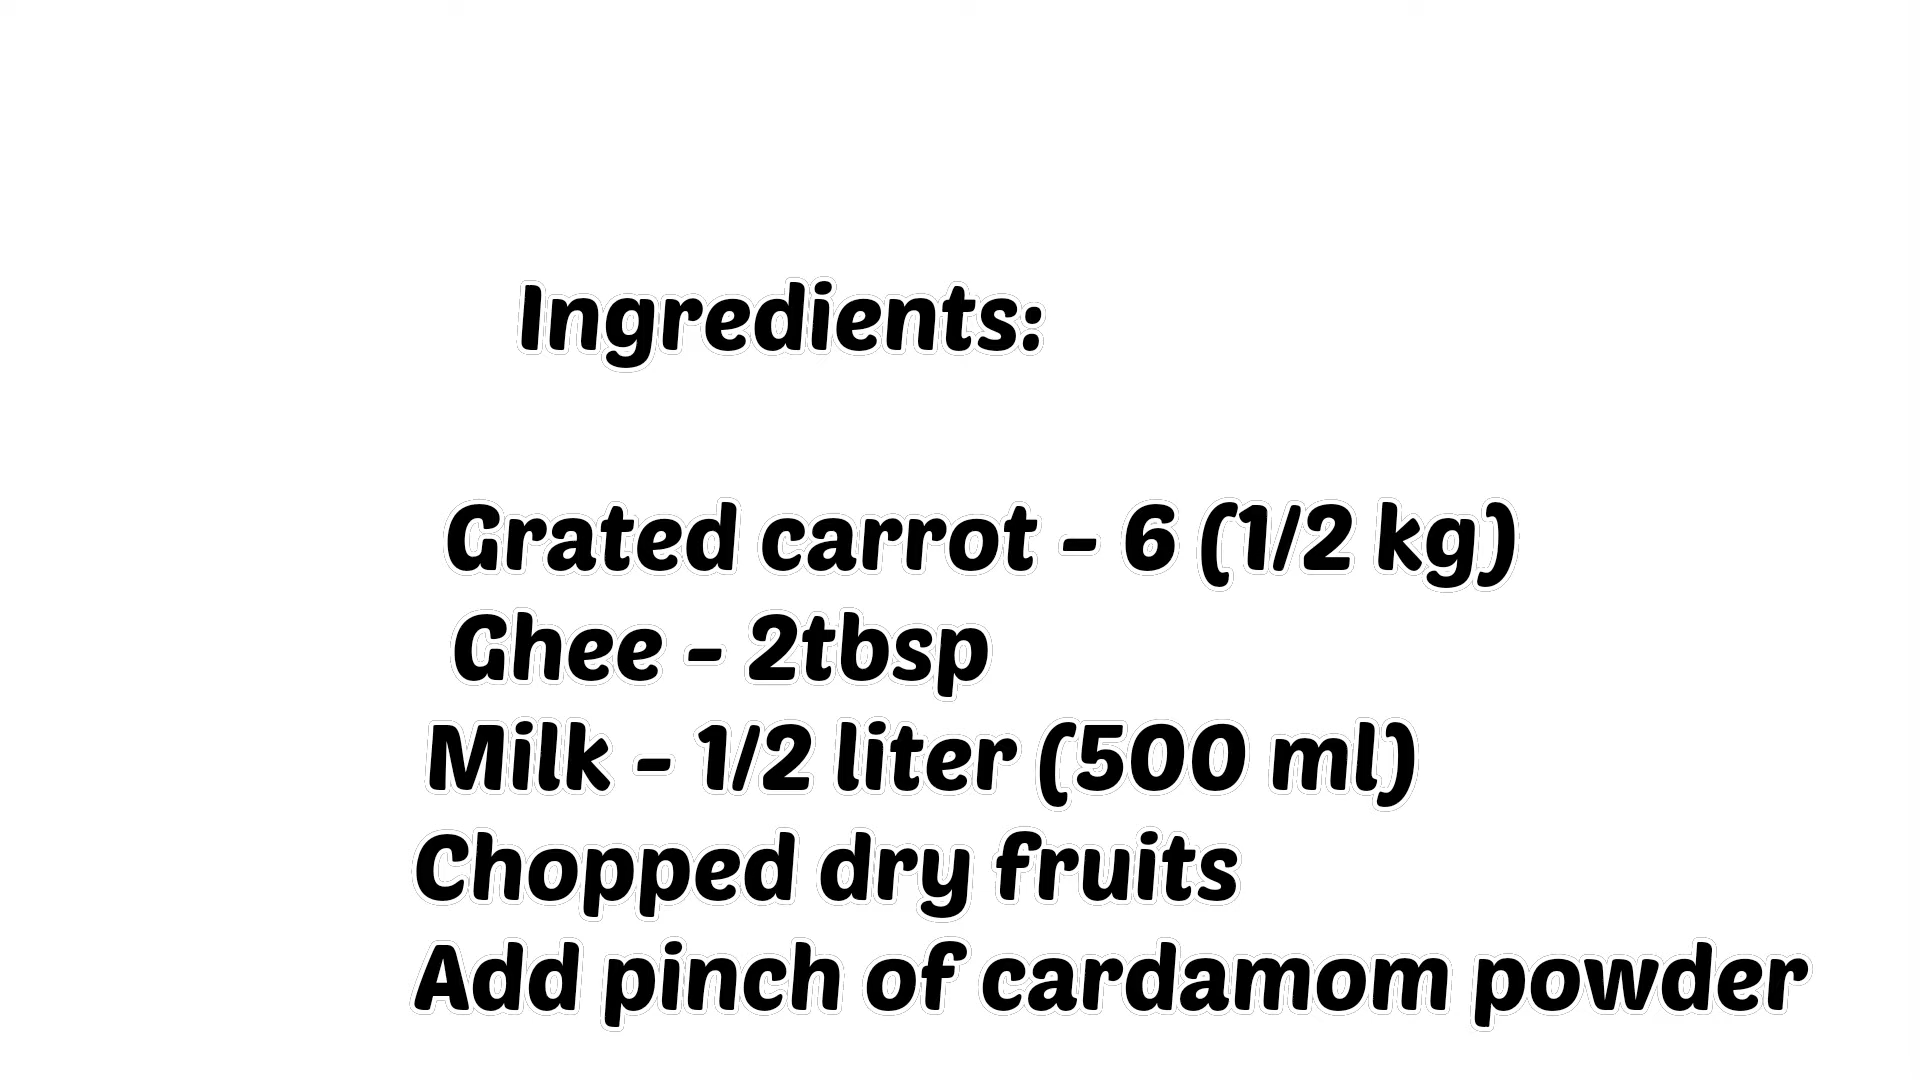 Ingredients:
Grated carrot - 6 (1/2 kg)
Ghee - 2tbsp
Milk - 1/2 liter (500 ml)
Chopped dry fruits
Add pinch of cardamom powder